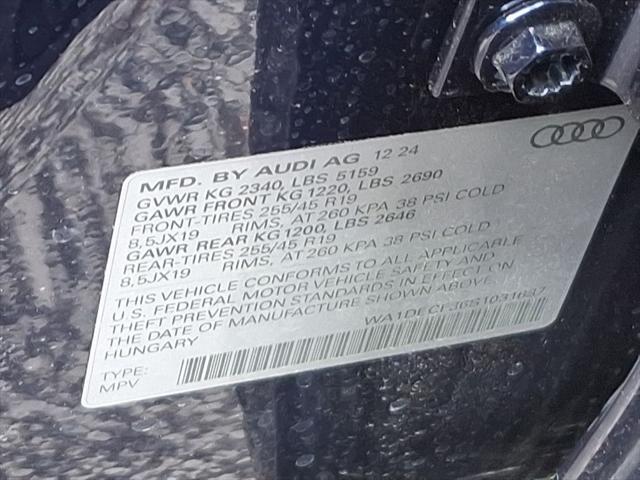 MFD. BY AUDI AG 12 24
GVWR KG 2340, LBS 5159
GAWR FRONT KG 1220, LBS 2690
FRONT-TIRES 255/45 R19
8,5JX19 RIMS, AT 260 KPA 38 PSI COLD
GAWR REAR KG 1200, LBS 2646
REAR-TIRES 255/45 R19
8,5JX19 RIMS, AT 260 KPA 38 PSI COLD
THIS VEHICLE CONFORMS TO ALL APPLICABLE
U.S. FEDERAL MOTOR VEHICLE SAFETY AND
THEFT PREVENTION STANDARDS IN EFFECT ON
THE DATE OF MANUFACTURE SHOWN ABOVE.
HUNGARY
TYPE:
MPV